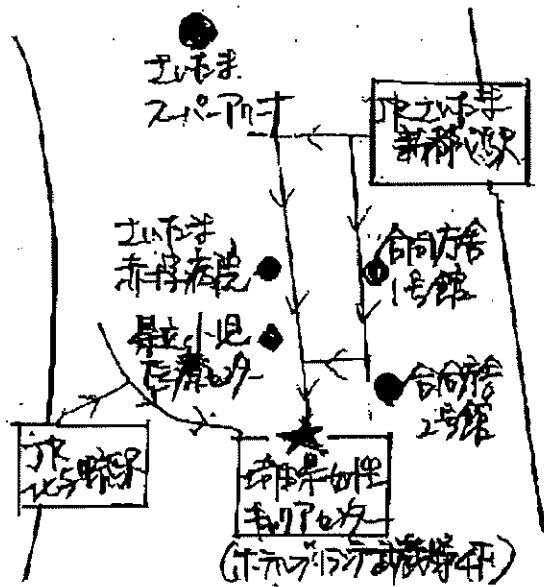 さいたま
スーパーアリーナ
JRさいたま
新都心駅
さいたま
赤十字病院
合同庁舎
1号館
県立小児
医療センター
合同庁舎
2号館
JR
北与野駅
埼玉県女性
キャリアセンター
(ホテルブリランテ武蔵野4F)